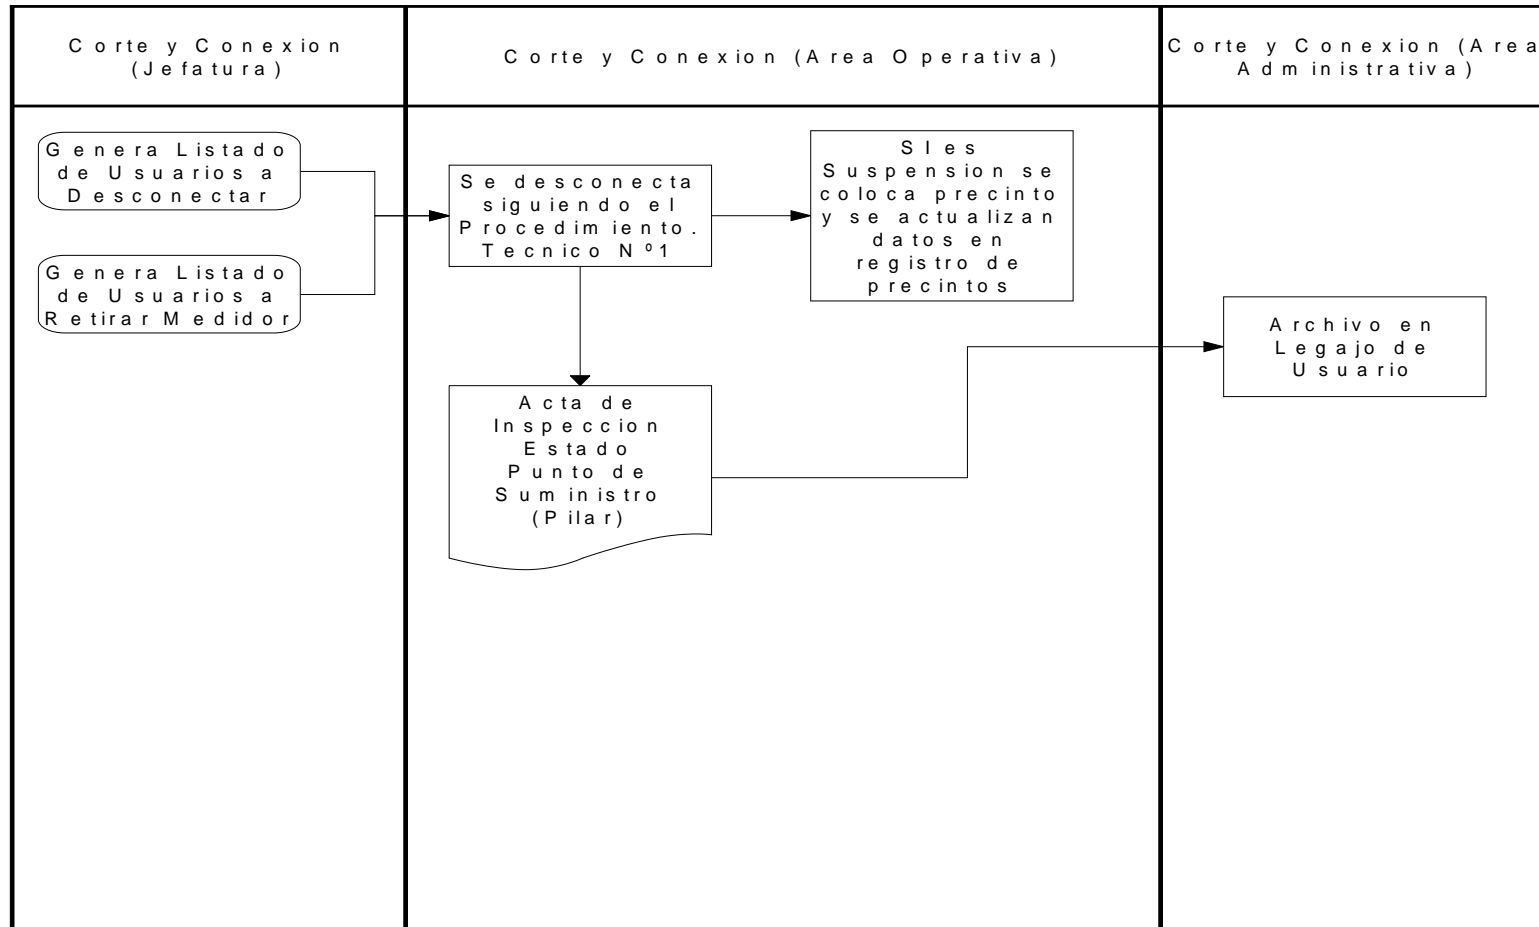 Corte y Conexion
(Jefatura)
Corte y Conexion (Area Operativa)
Corte y Conexion (Area
Administrativa)
Genera Listado
de Usuarios a
Desconectar
Genera Listado
de Usuarios a
Retirar Medidor
Se desconecta
siguiendo el
Procedimiento.
Tecnico Nº1
SIes
Suspension se
coloca precinto
y se actualizan
datos en
registro de
precintos
Acta de
Inspeccion
Estado
Punto de
Suministro
(Pilar)
Archivo en
Legajo de
Usuario